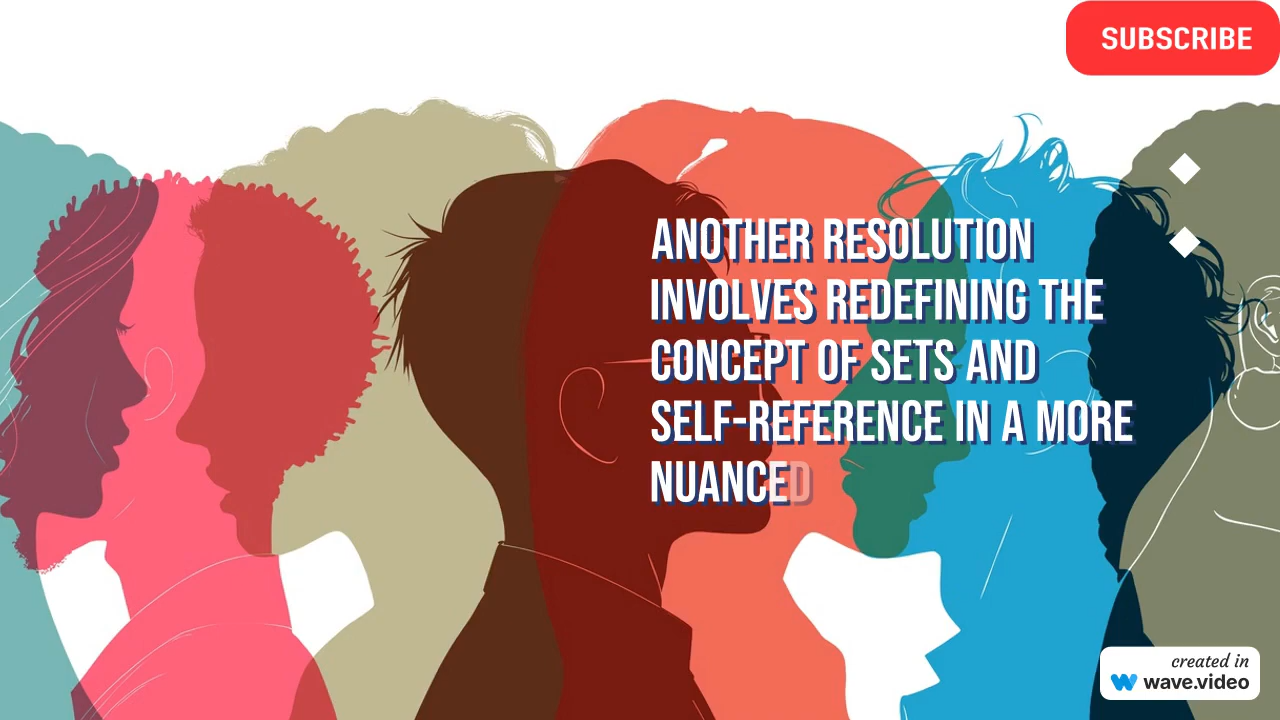 SUBSCRIBE
ANOTHER RESOLUTION
INVOLVES REDEFINING THE
CONCEPT OF SETS AND
SELF-REFERENCE IN A MORE
NUANCED
created in
wave.video